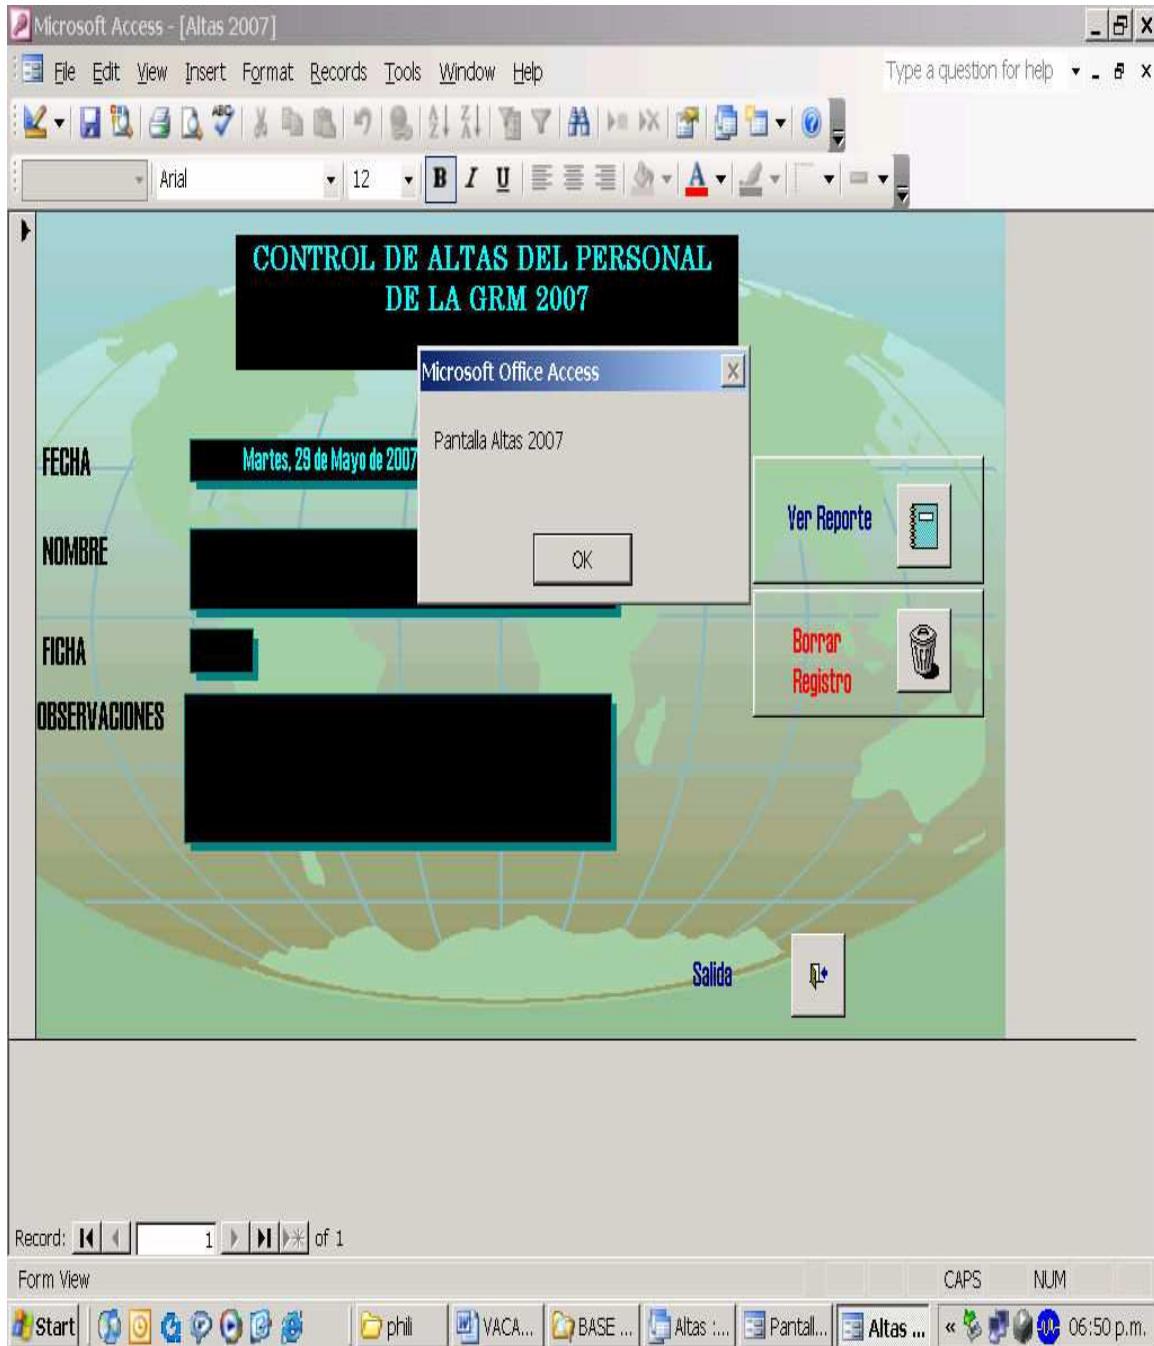 Microsoft Access - [Altas 2007]
File Edit View Insert Format Records Tools Window Help
Type a question for help
Arial 12 B I U A
CONTROL DE ALTAS DEL PERSONAL
DE LA GRM 2007
Microsoft Office Access
Pantalla Altas 2007
OK
FECHA
Martes, 29 de Mayo de 2007
NOMBRE
FICHA
OBSERVACIONES
Ver Reporte
Borrar
Registro
Salida
Record: 1 of 1
Form View
CAPS NUM
Start phili VACA... BASE ... Altas :... Pantall... Altas ... « 06:50 p.m.